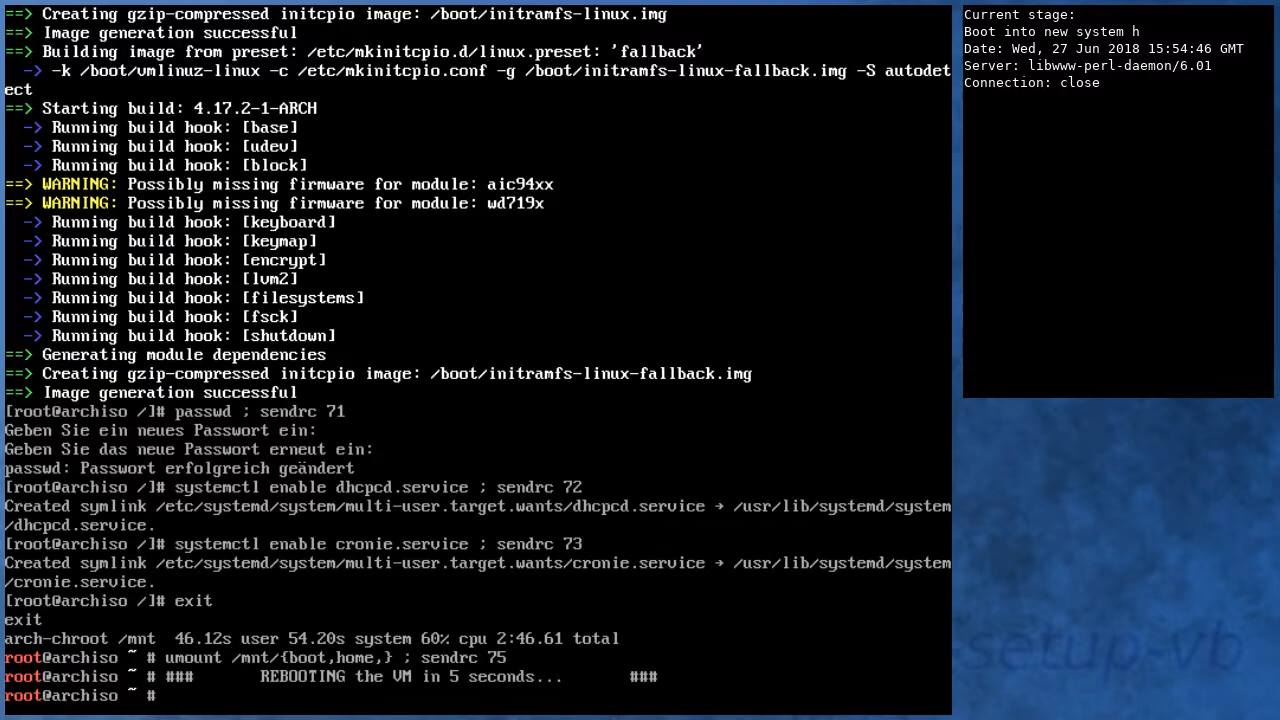 ==> Creating gzip-compressed initcpio image: /boot/initramfs-linux.img
==> Image generation successful
==> Building image from preset: /etc/mkinitcpio.d/linux.preset: 'fallback'
  -> -k /boot/vmlinuz-linux -c /etc/mkinitcpio.conf -g /boot/initramfs-linux-fallback.img -S autodet
ect
==> Starting build: 4.17.2-1-ARCH
  -> Running build hook: [base]
  -> Running build hook: [udev]
  -> Running build hook: [block]
==> WARNING: Possibly missing firmware for module: aic94xx
==> WARNING: Possibly missing firmware for module: wd719x
  -> Running build hook: [keyboard]
  -> Running build hook: [keymap]
  -> Running build hook: [encrypt]
  -> Running build hook: [lvm2]
  -> Running build hook: [filesystems]
  -> Running build hook: [fsck]
  -> Running build hook: [shutdown]
==> Generating module dependencies
==> Creating gzip-compressed initcpio image: /boot/initramfs-linux-fallback.img
==> Image generation successful
[root@archiso /]# passwd ; sendrc 71
Geben Sie ein neues Passwort ein:
Geben Sie das neue Passwort erneut ein:
passwd: Passwort erfolgreich geändert
[root@archiso /]# systemctl enable dhcpcd.service ; sendrc 72
Created symlink /etc/systemd/system/multi-user.target.wants/dhcpcd.service → /usr/lib/systemd/system
/dhcpcd.service.
[root@archiso /]# systemctl enable cronie.service ; sendrc 73
Created symlink /etc/systemd/system/multi-user.target.wants/cronie.service → /usr/lib/systemd/system
/cronie.service.
[root@archiso /]# exit
exit
arch-chroot /mnt  46.12s user 54.20s system 60% cpu 2:46.61 total
root@archiso ~ # umount /mnt/{boot,home,} ; sendrc 75
root@archiso ~ # ###       REBOOTING the VM in 5 seconds...       ###
root@archiso ~ #
Current stage:
Boot into new system h
Date: Wed, 27 Jun 2018 15:54:46 GMT
Server: libwww-perl-daemon/6.01
Connection: close
setup-vb